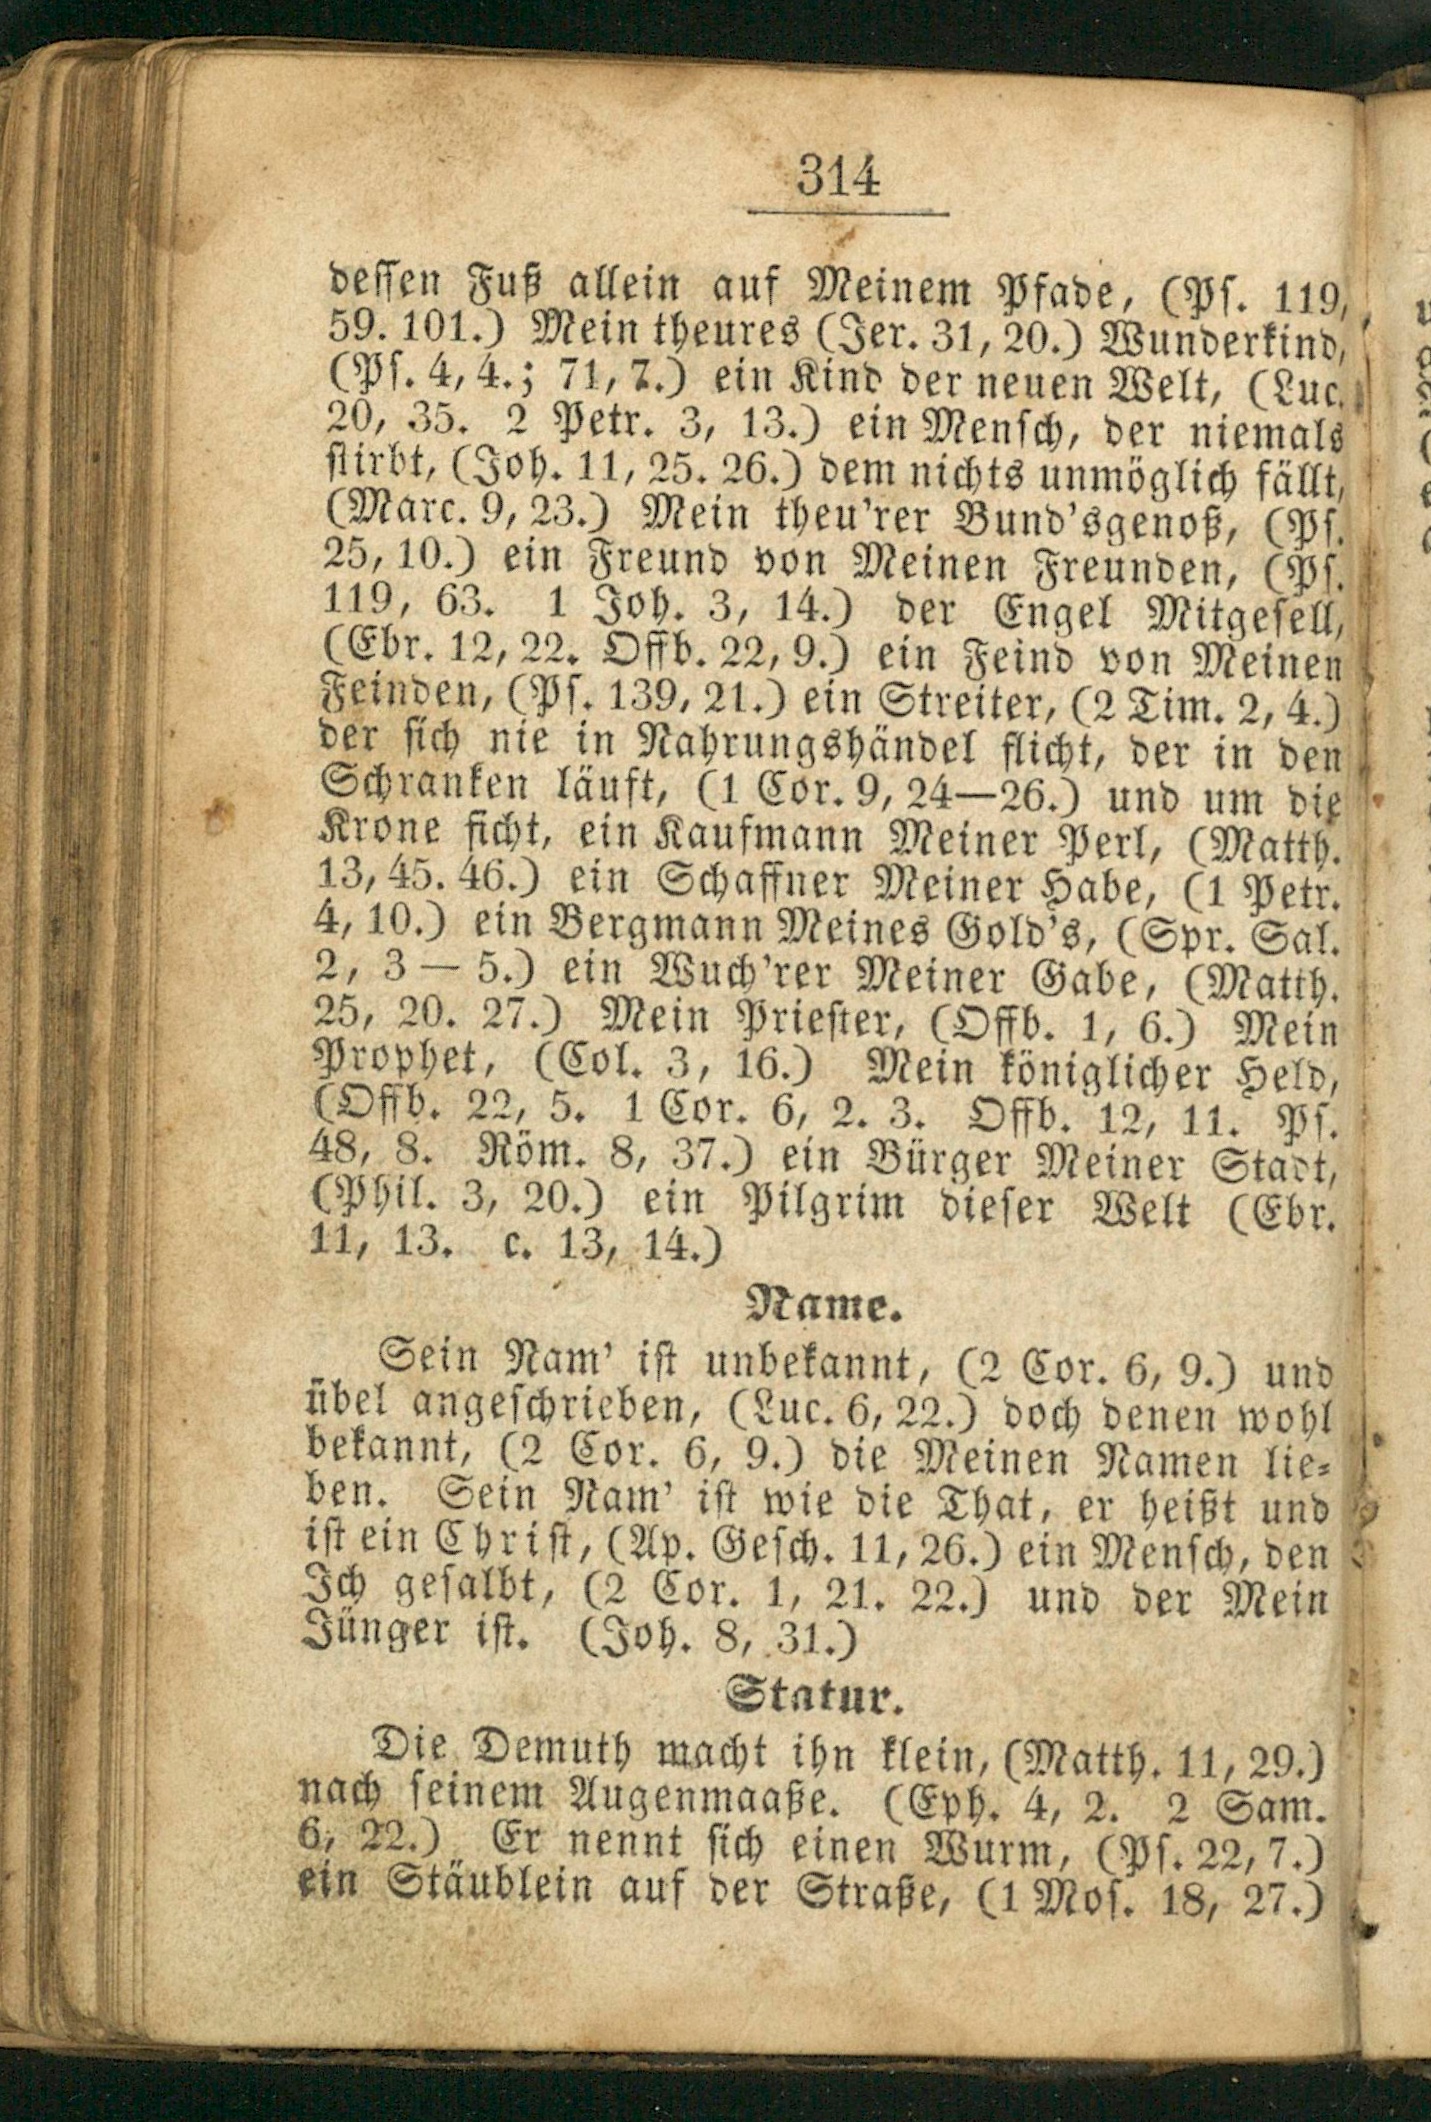 314
dessen Fuß allein auf Meinem Pfade, (Ps. 119,
59. 101.) Mein theures (Jer. 31, 20.) Wunderkind,
(Ps. 4, 4.; 71, 7.) ein Kind der neuen Welt, (Luc.
20, 35. 2 Petr. 3, 13.) ein Mensch, der niemals
stirbt, (Joh. 11, 25. 26.) dem nichts unmöglich fällt,
(Marc. 9, 23.) Mein theu'rer Bund'sgenoß, (Ps.
25, 10.) ein Freund von Meinen Freunden, (Ps.
119, 63. 1 Joh. 3, 14.) der Engel Mitgesell,
(Ebr. 12, 22. Offb. 22, 9.) ein Feind von Meinen
Feinden, (Ps. 139, 21.) ein Streiter, (2 Tim. 2, 4.)
der sich nie in Nahrungshändel flicht, der in den
Schranken läuft, (1 Cor. 9, 24—26.) und um die
Krone ficht, ein Kaufmann Meiner Perl, (Matth.
13, 45. 46.) ein Schaffner Meiner Habe, (1 Petr.
4, 10.) ein Bergmann Meines Gold's, (Spr. Sal.
2, 3 — 5.) ein Wuch'rer Meiner Gabe, (Matth.
25, 20. 27.) Mein Priester, (Offb. 1, 6.) Mein
Prophet, (Col. 3, 16.) Mein königlicher Held,
(Offb. 22, 5. 1 Cor. 6, 2. 3. Offb. 12, 11. Ps.
48, 8. Röm. 8, 37.) ein Bürger Meiner Stadt,
(Phil. 3, 20.) ein Pilgrim dieser Welt (Ebr.
11, 13. c. 13, 14.)
Name.
Sein Nam' ist unbekannt, (2 Cor. 6, 9.) und
übel angeschrieben, (Luc. 6, 22.) doch denen wohl
bekannt, (2 Cor. 6, 9.) die Meinen Namen lie-
ben. Sein Nam' ist wie die That, er heißt und
ist ein Christ, (Ap. Gesch. 11, 26.) ein Mensch, den
Ich gesalbt, (2 Cor. 1, 21. 22.) und der Mein
Jünger ist. (Joh. 8, 31.)
Statur.
Die Demuth macht ihn klein, (Matth. 11, 29.)
nach seinem Augenmaaße. (Eph. 4, 2. 2 Sam.
6, 22.) Er nennt sich einen Wurm, (Ps. 22, 7.)
ein Stäublein auf der Straße, (1 Mos. 18, 27.)